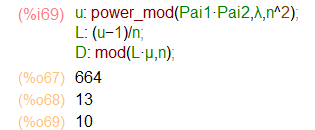 (%i69) u: power_mod(Pai1·Pai2,λ,n^2);
L: (u−1)/n;
D: mod(L·μ,n);
(%o67) 664
(%o68) 13
(%o69) 10